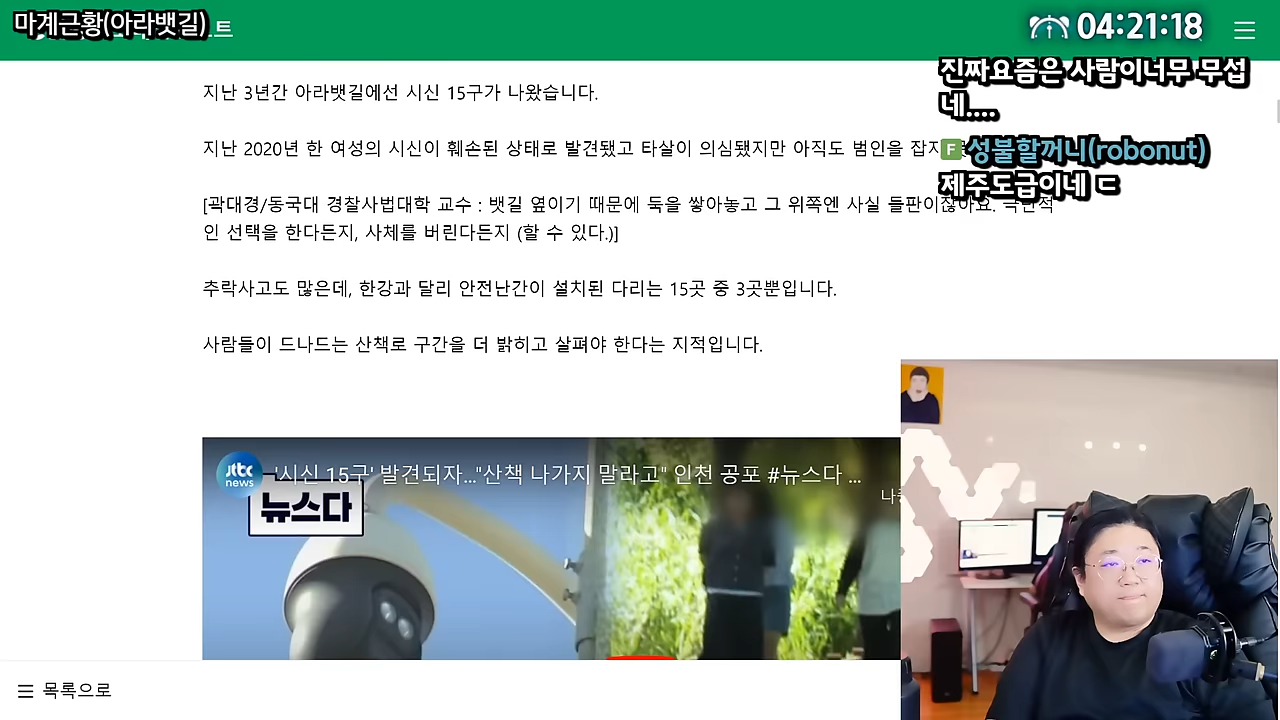 마계근황(아라뱃길)
트
04:21:18
진짜요즘은 사람이너무 무섭
네....
F 성불할꺼니(robonut)
제주도급이네 ㄷ
지난 3년간 아라뱃길에선 시신 15구가 나왔습니다.
지난 2020년 한 여성의 시신이 훼손된 상태로 발견됐고 타살이 의심됐지만 아직도 범인을 잡지
[곽대경/동국대 경찰사법대학 교수 : 뱃길 옆이기 때문에 둑을 쌓아놓고 그 위쪽엔 사실 들판이잖아요. 극단적
인 선택을 한다든지, 사체를 버린다든지 (할 수 있다.)]
추락사고도 많은데, 한강과 달리 안전난간이 설치된 다리는 15곳 중 3곳뿐입니다.
사람들이 드나드는 산책로 구간을 더 밝히고 살펴야 한다는 지적입니다.
jtbc news
'시신 15구' 발견되자..."산책 나가지 말라고" 인천 공포 #뉴스다 ...
뉴스다
나중
목록으로